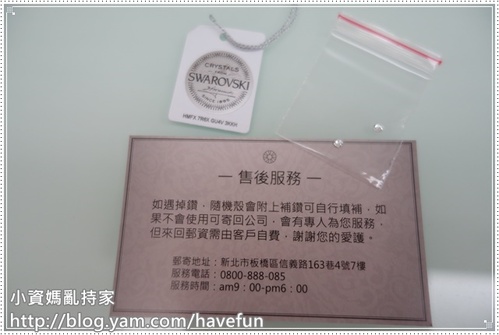 CRYSTALS
FROM
SWAROVSKI
SINCE 1895
— 售後服務 —
如遇掉鑽，隨機殼會附上補鑽可自行填補，如
果不會使用可寄回公司，會有專人為您服務，
但來回郵資需由客戶自費，謝謝您的愛護。
郵寄地址：新北市板橋區信義路163巷4號7樓
服務電話：0800-888-085
服務時間：am9：00-pm6：00
小資媽亂持家
http://blog.yam.com/havefun